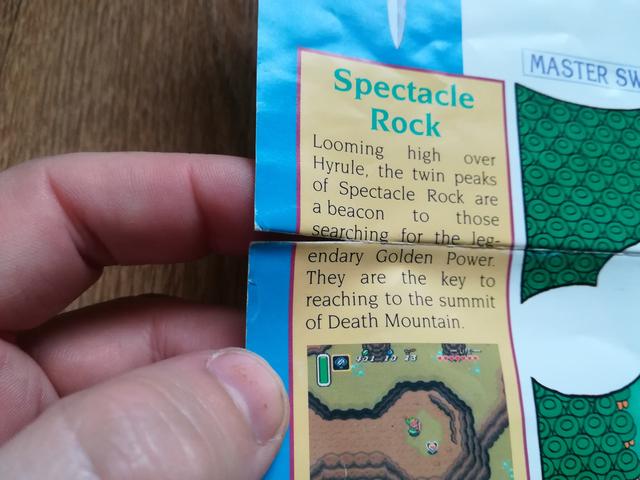 MASTER SW
Spectacle
Rock
Looming high over
Hyrule, the twin peaks
of Spectacle Rock are
a beacon to those
searching for the leg-
endary Golden Power.
They are the key to
reaching to the summit
of Death Mountain.